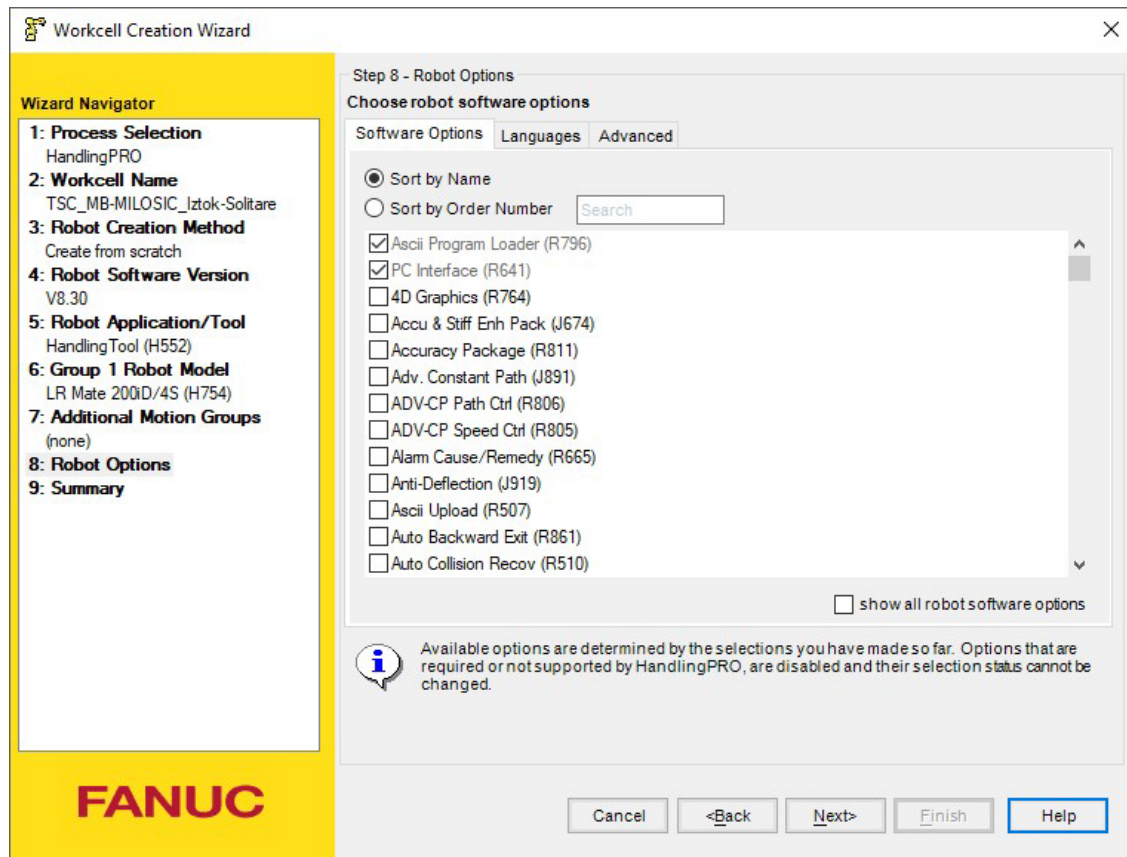 Workcell Creation Wizard
Wizard Navigator
1: Process Selection
HandlingPRO
2: Workcell Name
TSC_MB-MILOSIC_Iztok-Solitare
3: Robot Creation Method
Create from scratch
4: Robot Software Version
V8.30
5: Robot Application/Tool
HandlingTool (H552)
6: Group 1 Robot Model
LR Mate 200iD/4S (H754)
7: Additional Motion Groups
(none)
8: Robot Options
9: Summary
FANUC
Step 8 - Robot Options
Choose robot software options
Software Options Languages Advanced
Sort by Name
Sort by Order Number Search
Ascii Program Loader (R796)
PC Interface (R641)
4D Graphics (R764)
Accu & Stiff Enh Pack (J674)
Accuracy Package (R811)
Adv. Constant Path (J891)
ADV-CP Path Ctrl (R806)
ADV-CP Speed Ctrl (R805)
Alarm Cause/Remedy (R665)
Anti-Deflection (J919)
Ascii Upload (R507)
Auto Backward Exit (R861)
Auto Collision Recov (R510)
show all robot software options
Available options are determined by the selections you have made so far. Options that are
required or not supported by HandlingPRO, are disabled and their selection status cannot be
changed.
Cancel <Back Next> Finish Help